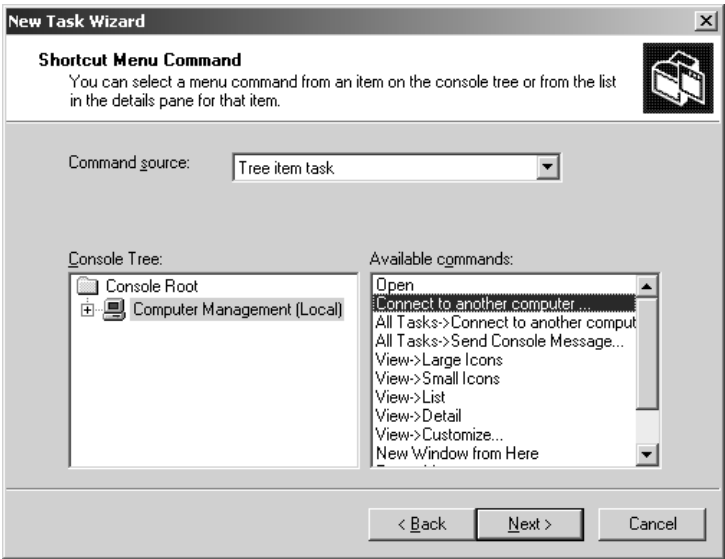 New Task Wizard
Shortcut Menu Command
You can select a menu command from an item on the console tree or from the list
in the details pane for that item.
Command source:
Tree item task
Console Tree:
Console Root
Computer Management (Local)
Available commands:
Open
Connect to another computer...
All Tasks->Connect to another comput
All Tasks->Send Console Message...
View->Large Icons
View->Small Icons
View->List
View->Detail
View->Customize...
New Window from Here
< Back
Next >
Cancel